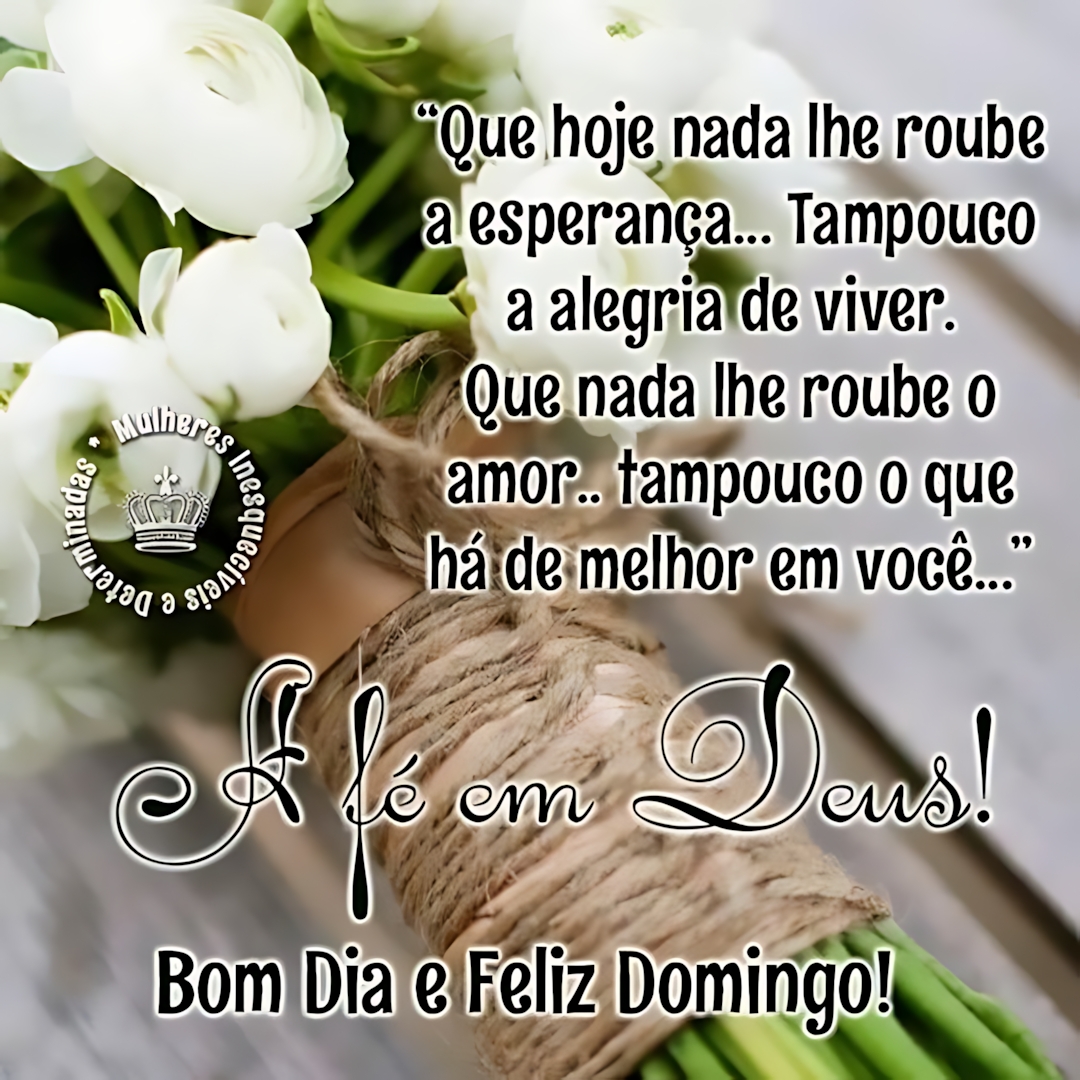 “Que hoje nada lhe roube
a esperança... Tampouco
a alegria de viver.
Que nada lhe roube o
amor.. tampouco o que
há de melhor em você...”
Mulheres Inesquecíveis e Determinadas *
A fé em Deus!
Bom Dia e Feliz Domingo!